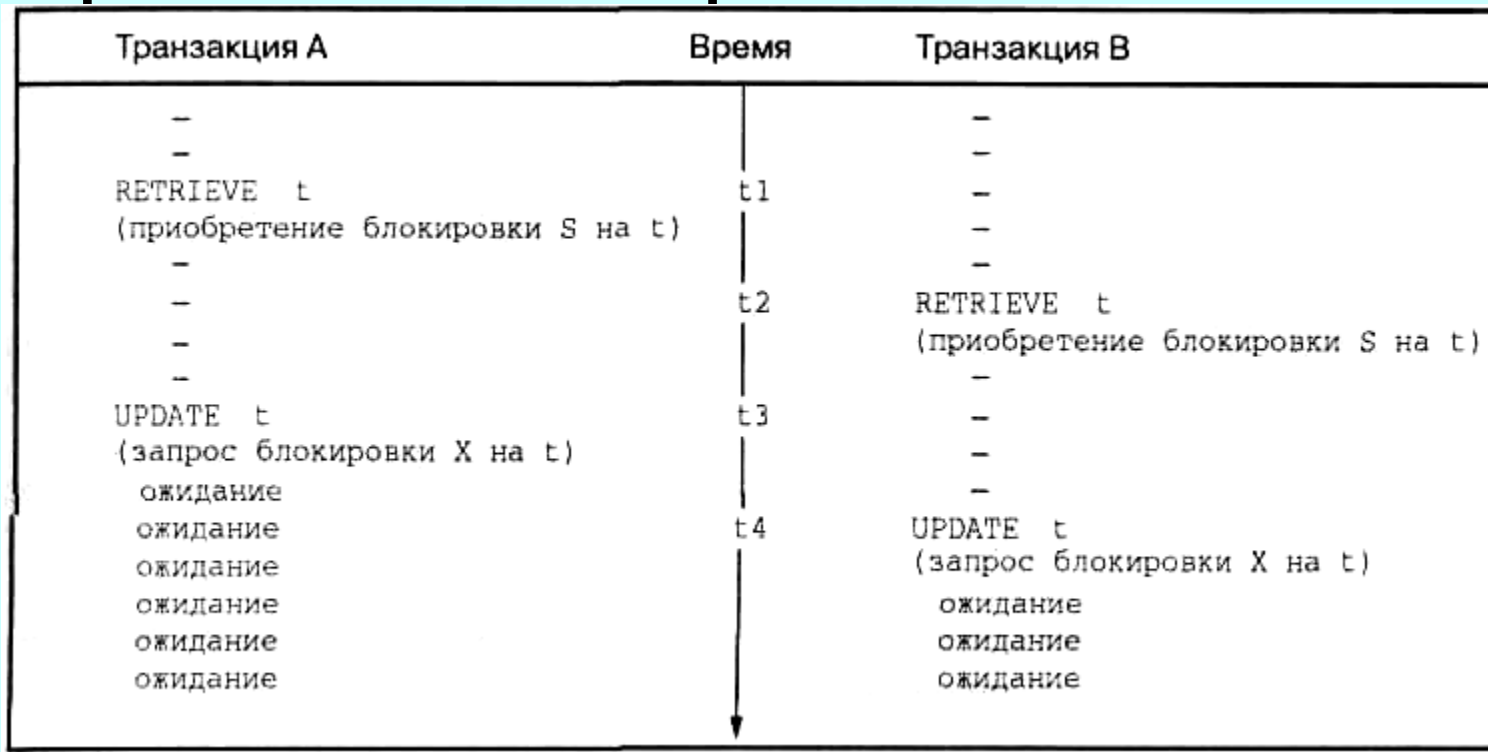 Транзакция A Время Транзакция B
– –
– –
RETRIEVE t t1 –
(приобретение блокировки S на t) –
– –
– t2 RETRIEVE t
– (приобретение блокировки S на t)
– –
UPDATE t t3 –
(запрос блокировки X на t) –
ожидание –
ожидание t4 UPDATE t
ожидание (запрос блокировки X на t)
ожидание ожидание
ожидание ожидание
ожидание ожидание